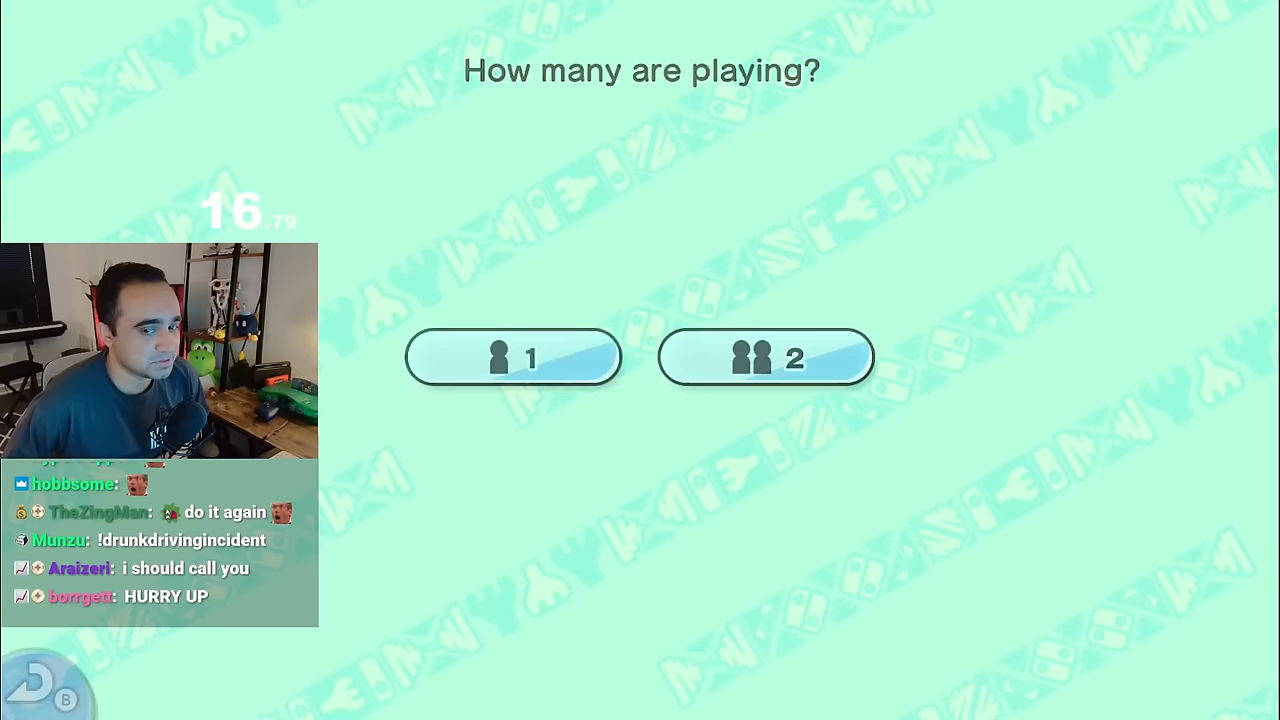 How many are playing?
16.79
1
2
hobbsome:
TheZingMan: do it again
Munzu: !drunkdrivingincident
Araizeri: i should call you
borrgett: HURRY UP
B